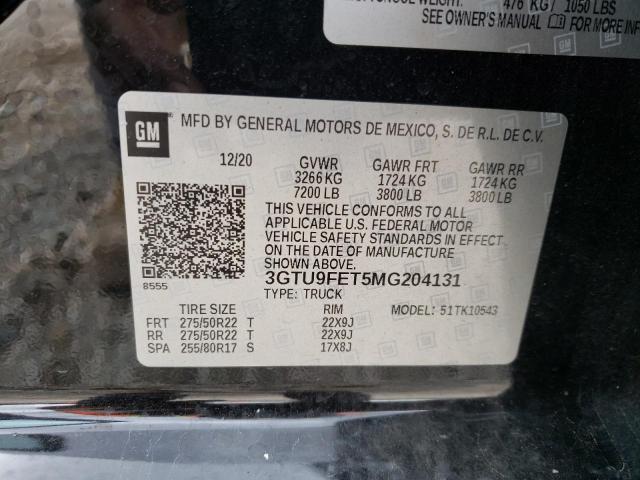 476 KG/ 1050 LBS
SEE OWNER'S MANUAL FOR MORE INFO
GM
MFD BY GENERAL MOTORS DE MEXICO, S. DE R.L. DE C.V.
12/20 GVWR GAWR FRT GAWR RR
3266 KG 1724 KG 1724 KG
7200 LB 3800 LB 3800 LB
THIS VEHICLE CONFORMS TO ALL
APPLICABLE U.S. FEDERAL MOTOR
VEHICLE SAFETY STANDARDS IN EFFECT
ON THE DATE OF MANUFACTURE
SHOWN ABOVE.
8555
3GTU9FET5MG204131
TYPE: TRUCK
TIRE SIZE RIM MODEL: 51TK10543
FRT 275/50R22 T 22X9J
RR 275/50R22 T 22X9J
SPA 255/80R17 S 17X8J